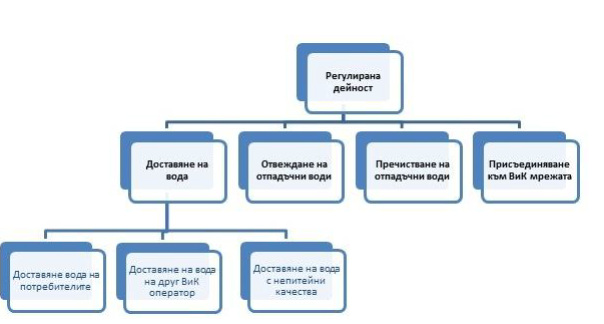 Регулирана
дейност
Доставяне на
вода
Отвеждане на
отпадъчни води
Пречистване на
отпадъчни води
Присъединяване
към ВиК мрежата
Доставяне вода на
потребителите
Доставяне на вода
на друг ВиК
оператор
Доставяне на вода
с непитейни
качества